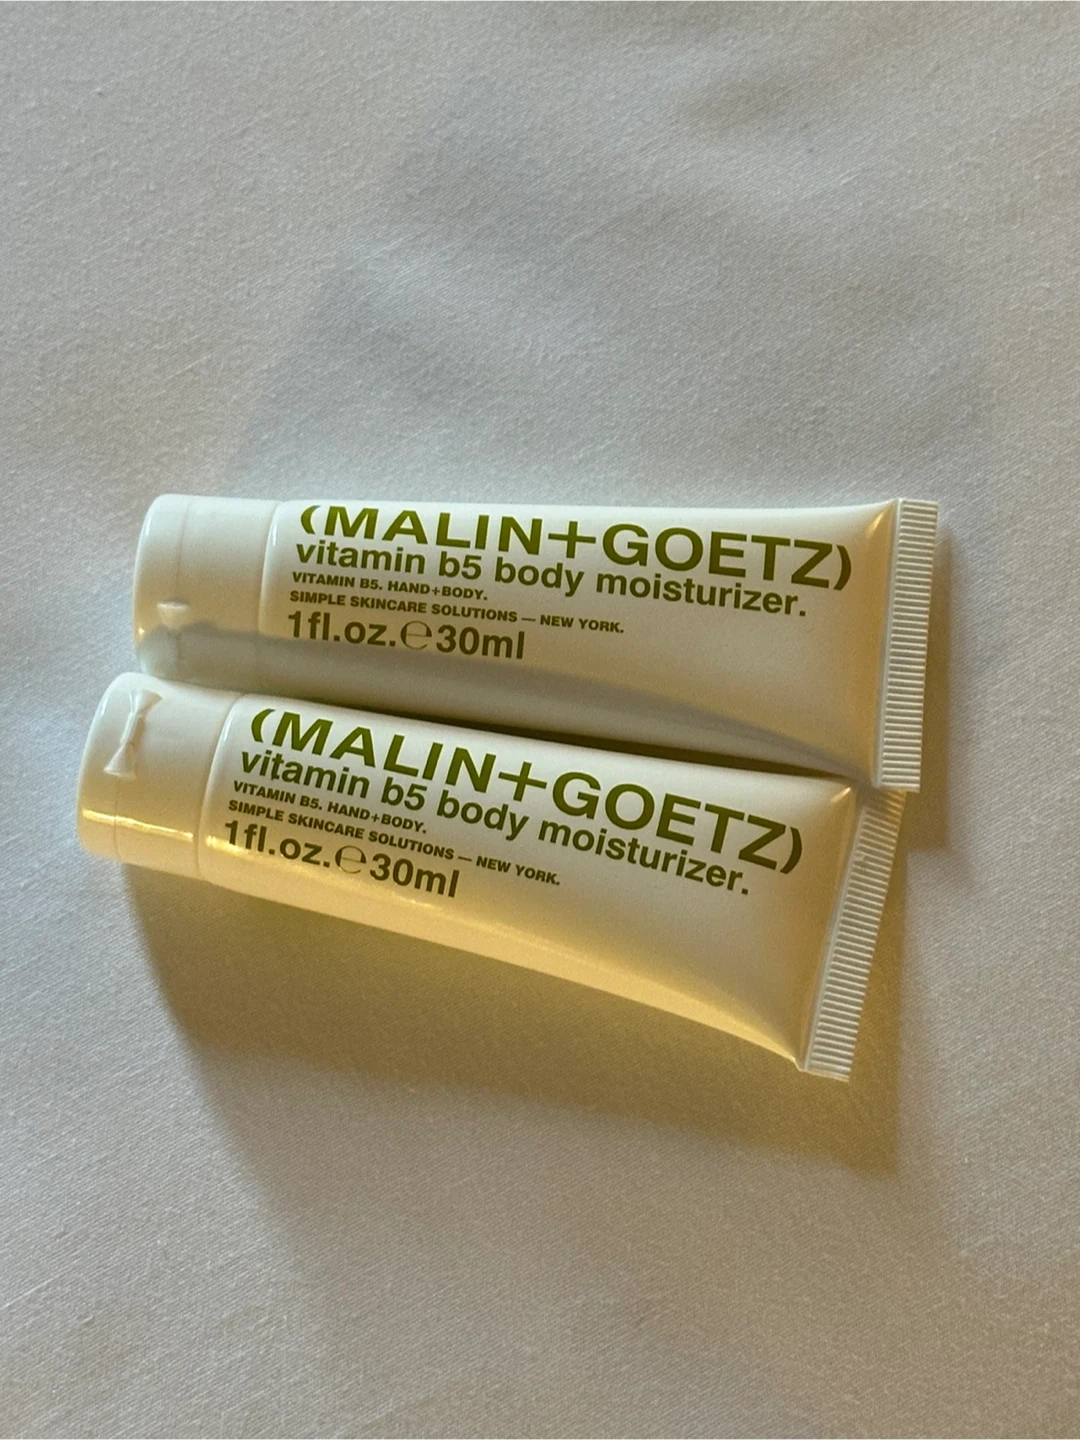 (MALIN+GOETZ)
vitamin b5 body moisturizer.
VITAMIN B5. HAND+BODY.
SIMPLE SKINCARE SOLUTIONS — NEW YORK.
1fl.oz.℮30ml
(MALIN+GOETZ)
vitamin b5 body moisturizer.
VITAMIN B5. HAND+BODY.
SIMPLE SKINCARE SOLUTIONS — NEW YORK.
1fl.oz.℮30ml